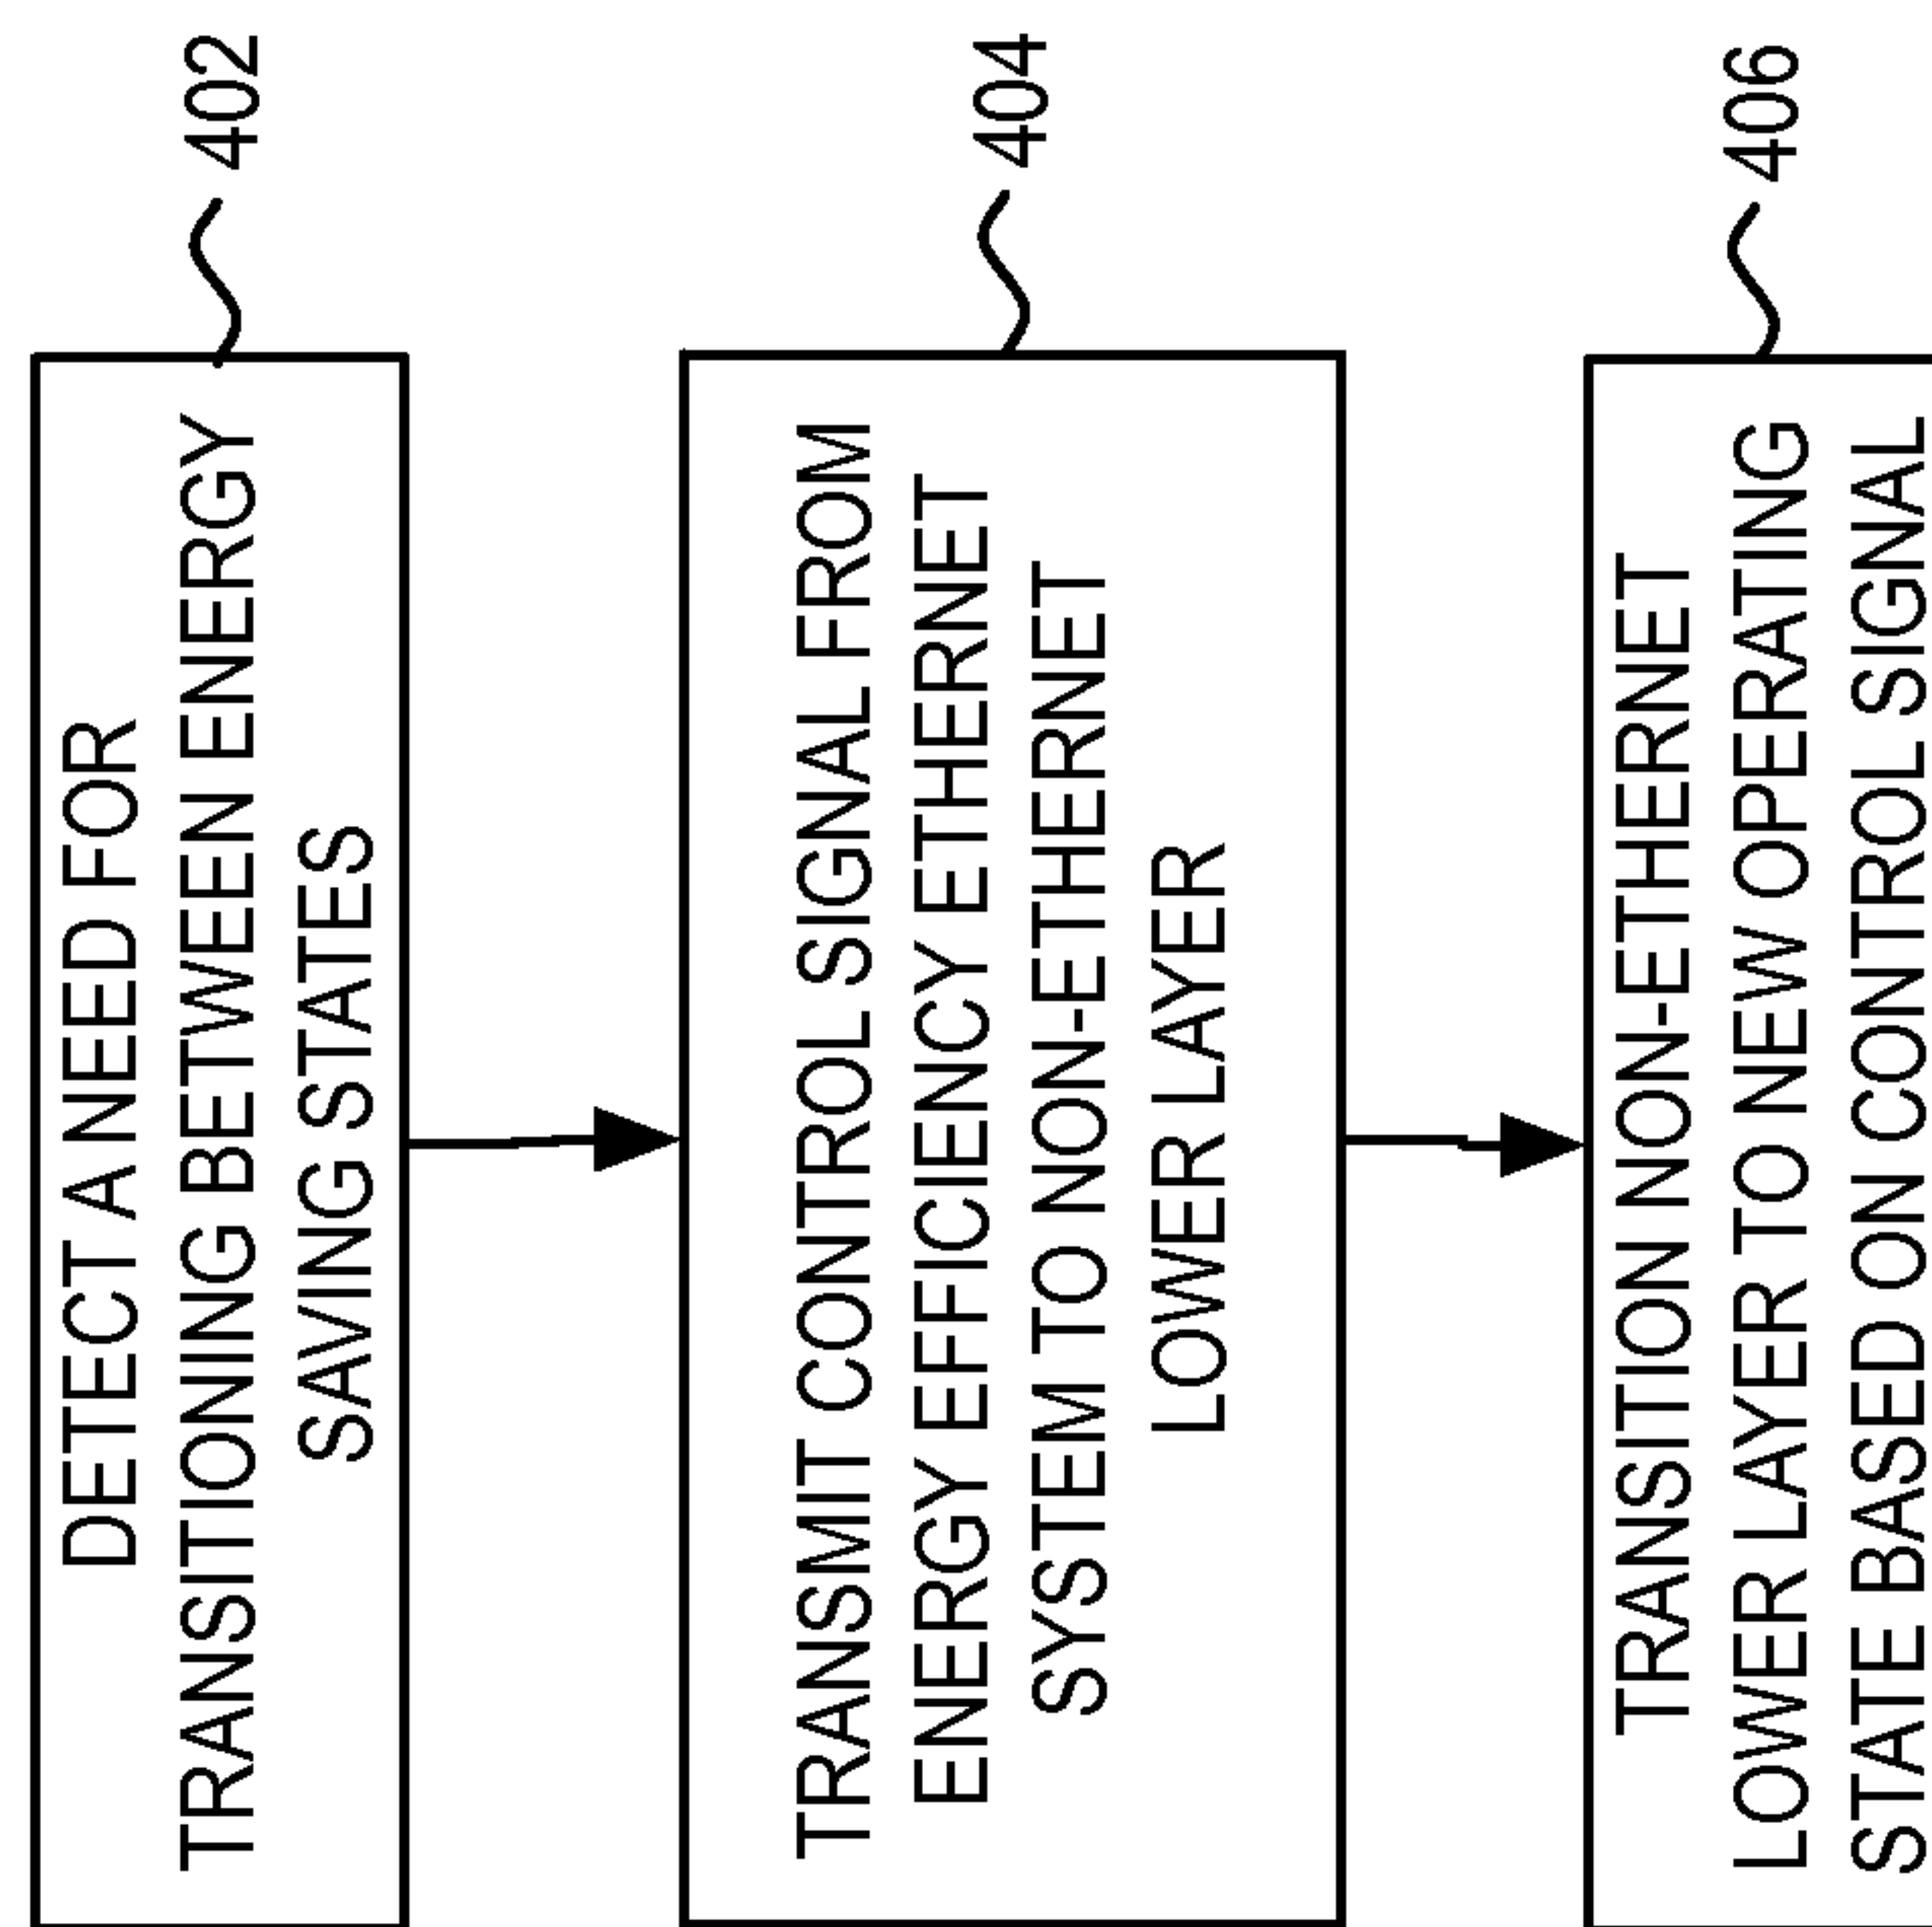 DETECT A NEED FOR
TRANSITIONING BETWEEN ENERGY
SAVING STATES
402
TRANSMIT CONTROL SIGNAL FROM
ENERGY EFFICIENCY ETHERNET
SYSTEM TO NON-ETHERNET
LOWER LAYER
404
TRANSITION NON-ETHERNET
LOWER LAYER TO NEW OPERATING
STATE BASED ON CONTROL SIGNAL
406